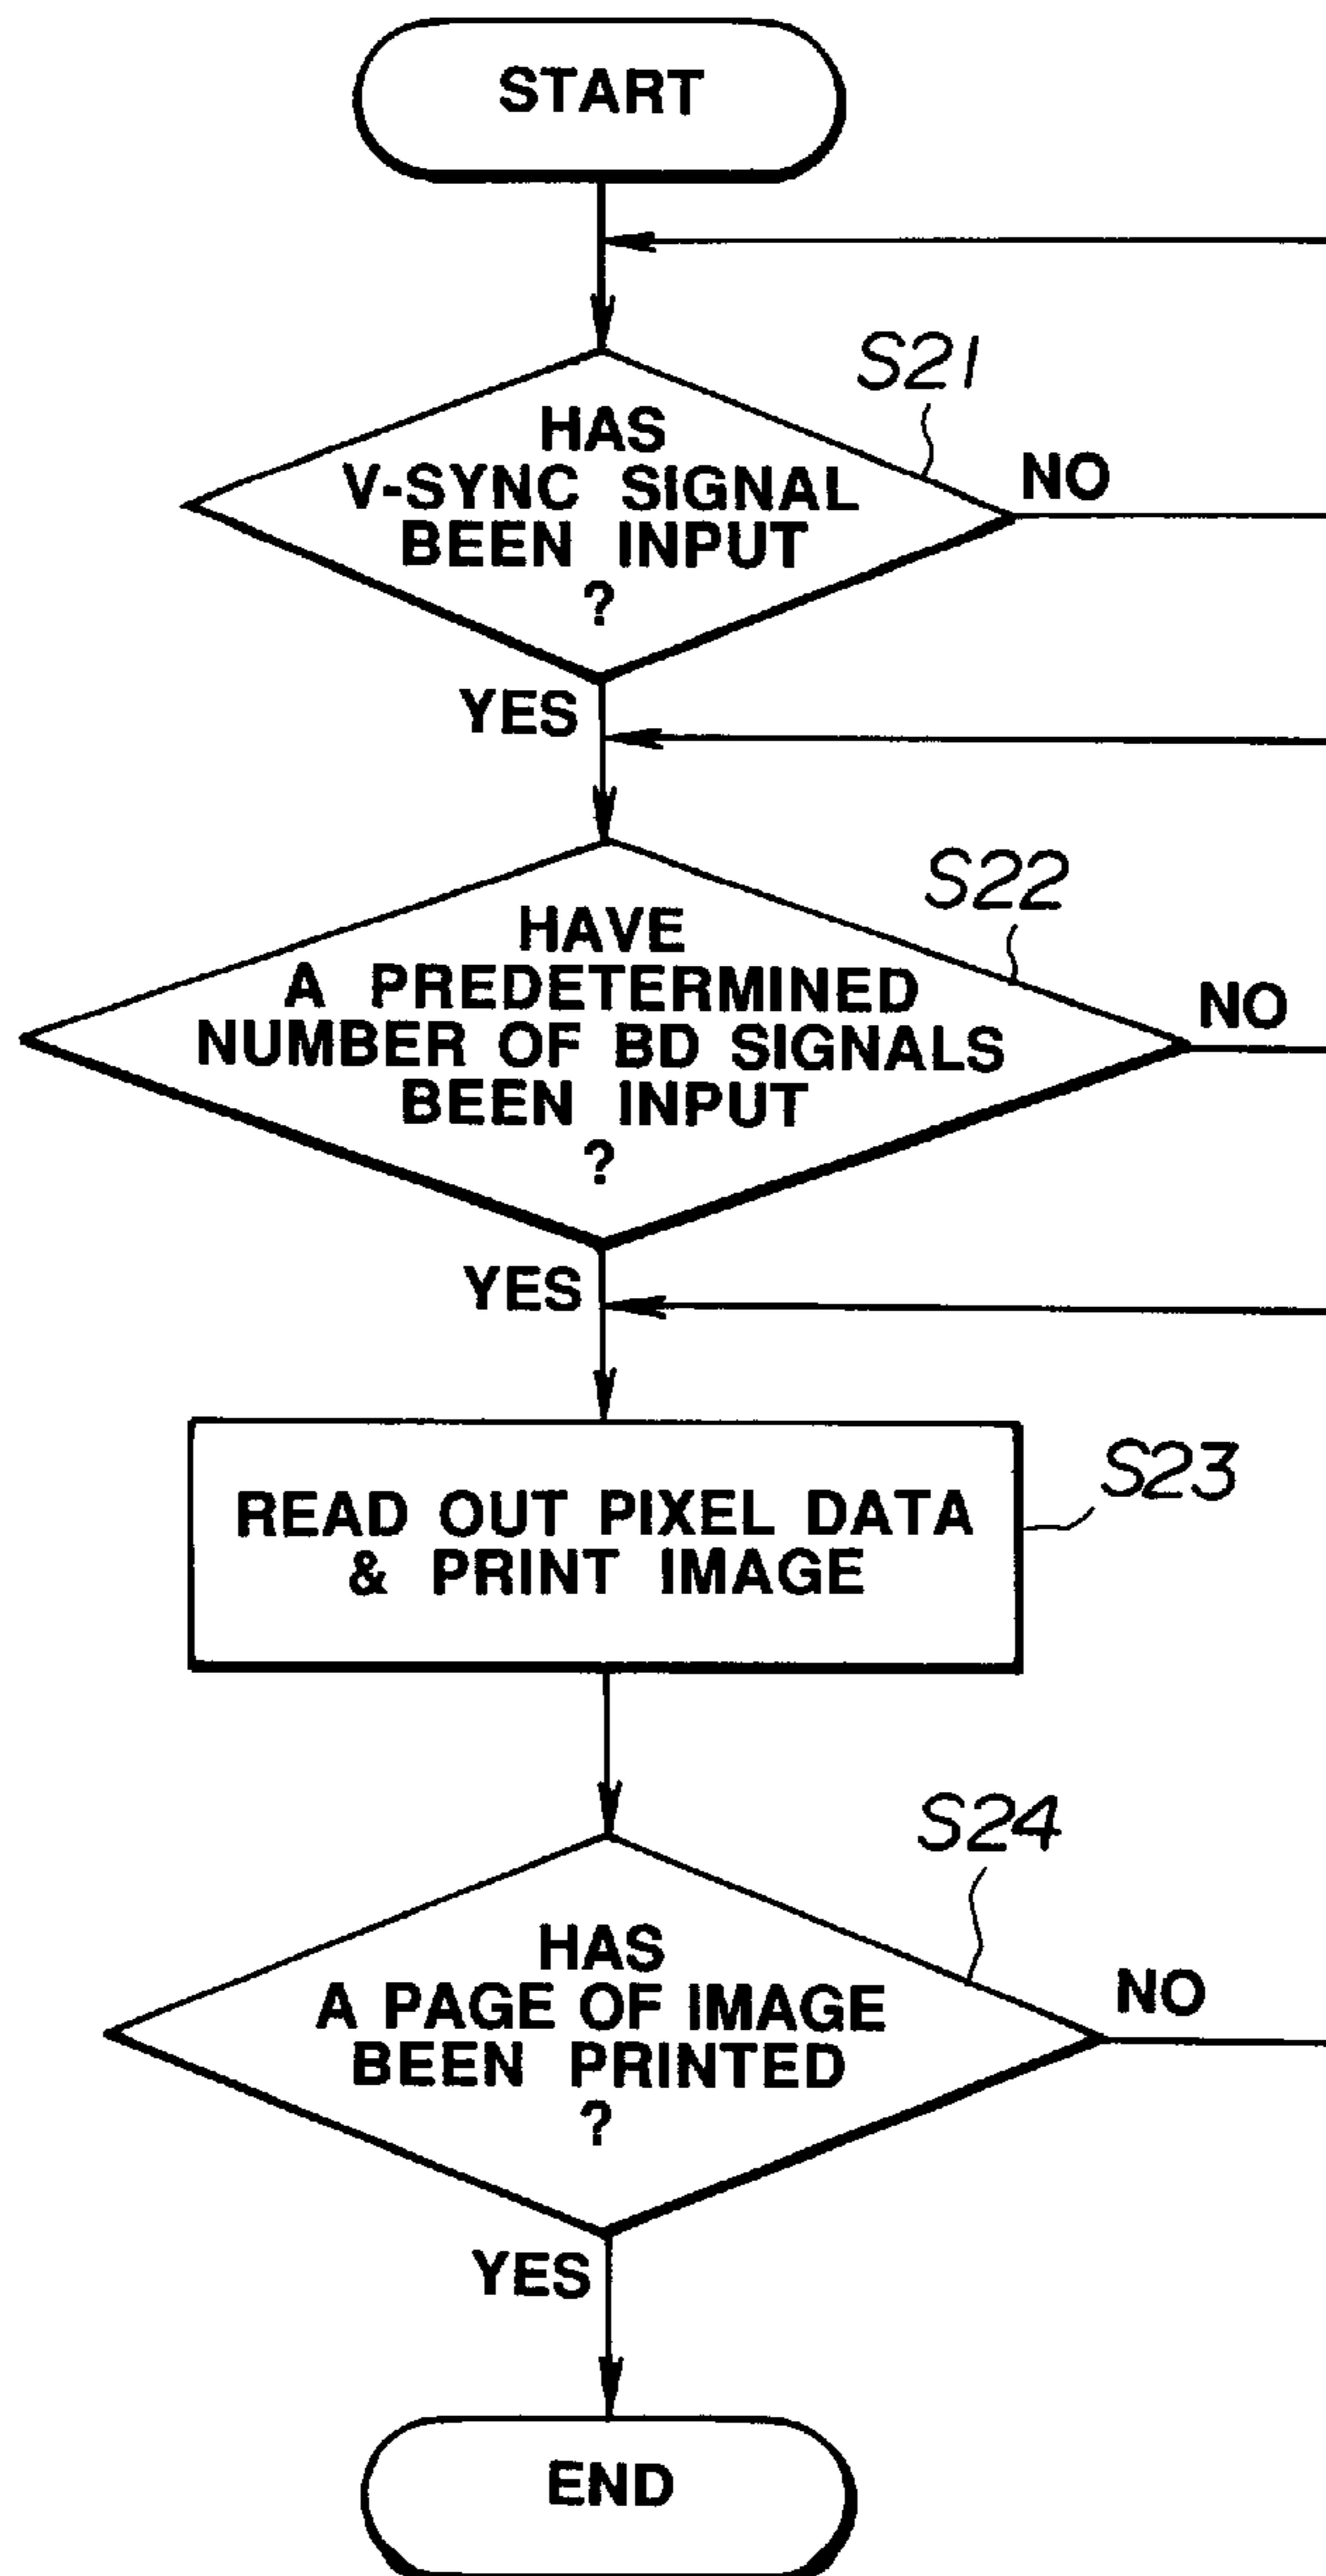 START
S21
HAS
V-SYNC SIGNAL
BEEN INPUT
?
NO
YES
S22
HAVE
A PREDETERMINED
NUMBER OF BD SIGNALS
BEEN INPUT
?
NO
YES
READ OUT PIXEL DATA
& PRINT IMAGE
S23
S24
HAS
A PAGE OF IMAGE
BEEN PRINTED
?
NO
YES
END